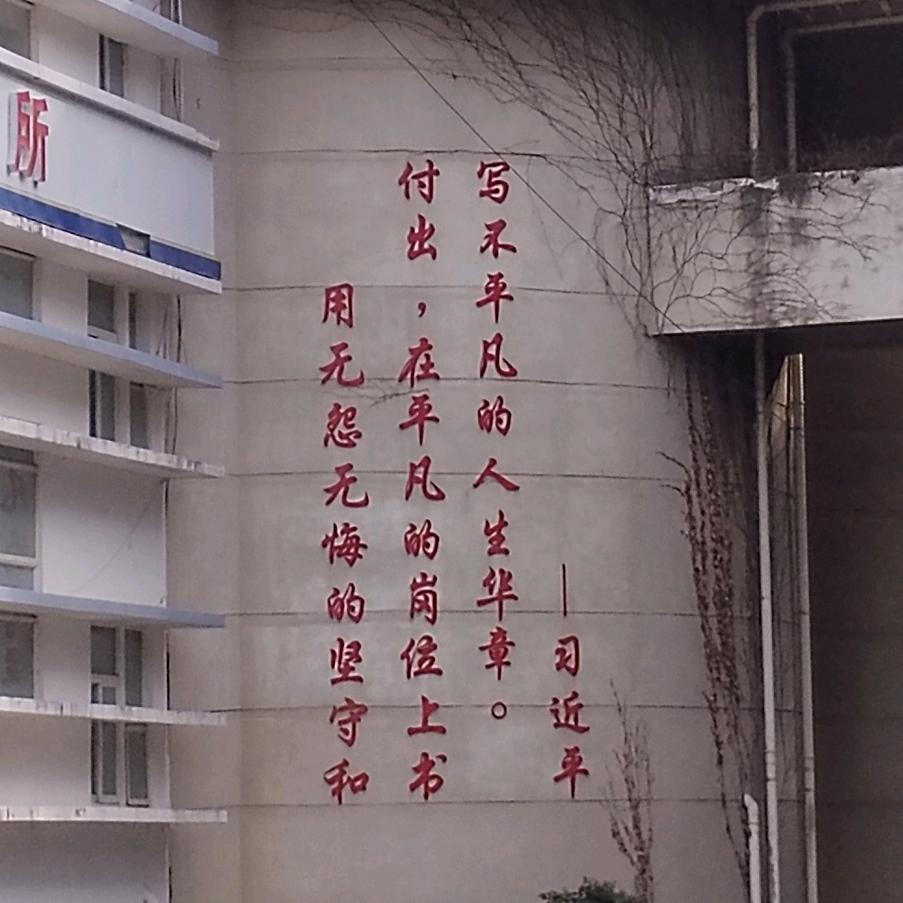 所
用无怨无悔的坚守和
付出，在平凡的岗位上书
写不平凡的人生华章。
—习近平